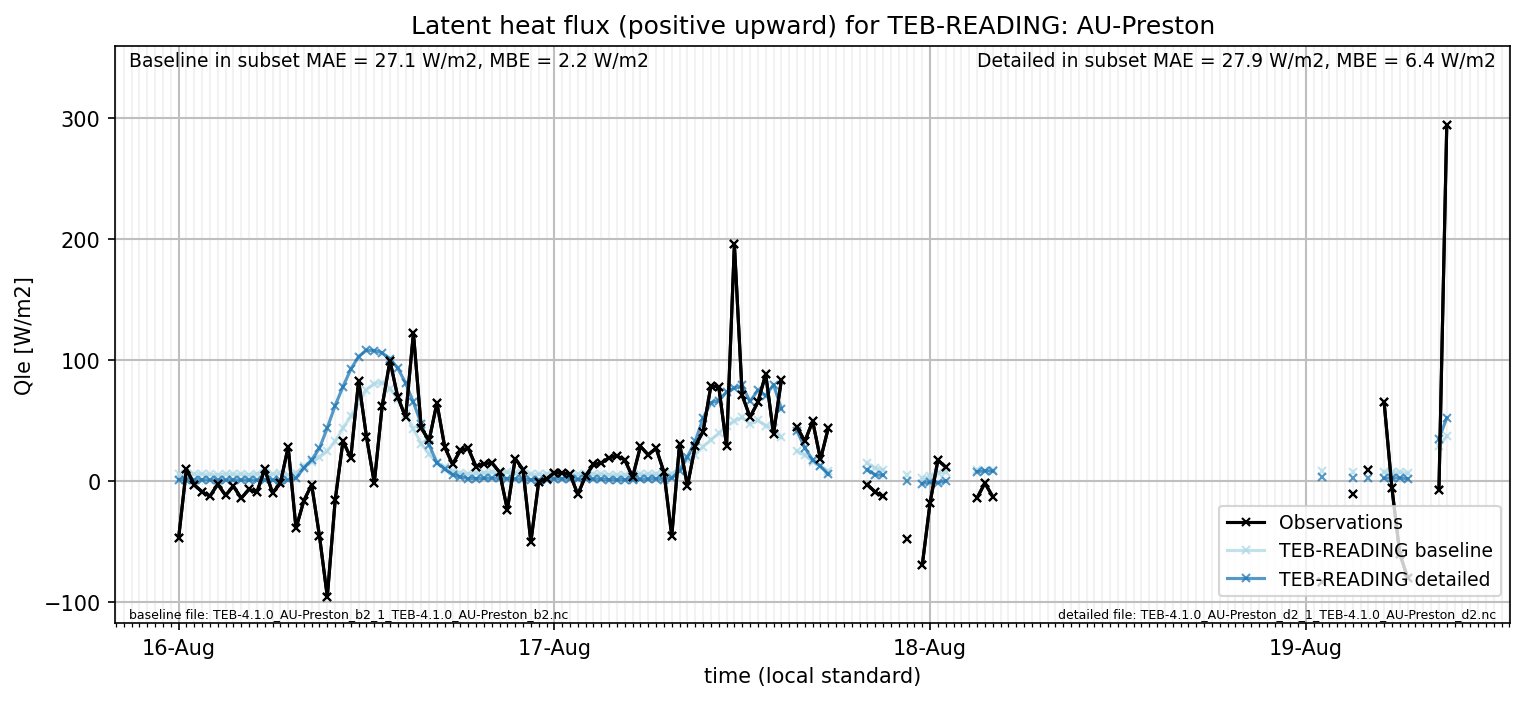 Latent heat flux (positive upward) for TEB-READING: AU-Preston
Baseline in subset MAE = 27.1 W/m2, MBE = 2.2 W/m2
Detailed in subset MAE = 27.9 W/m2, MBE = 6.4 W/m2
Qle [W/m2]
300
200
100
0
−100
Observations
TEB-READING baseline
TEB-READING detailed
baseline file: TEB-4.1.0_AU-Preston_b2_1_TEB-4.1.0_AU-Preston_b2.nc
detailed file: TEB-4.1.0_AU-Preston_d2_1_TEB-4.1.0_AU-Preston_d2.nc
16-Aug
17-Aug
18-Aug
19-Aug
time (local standard)